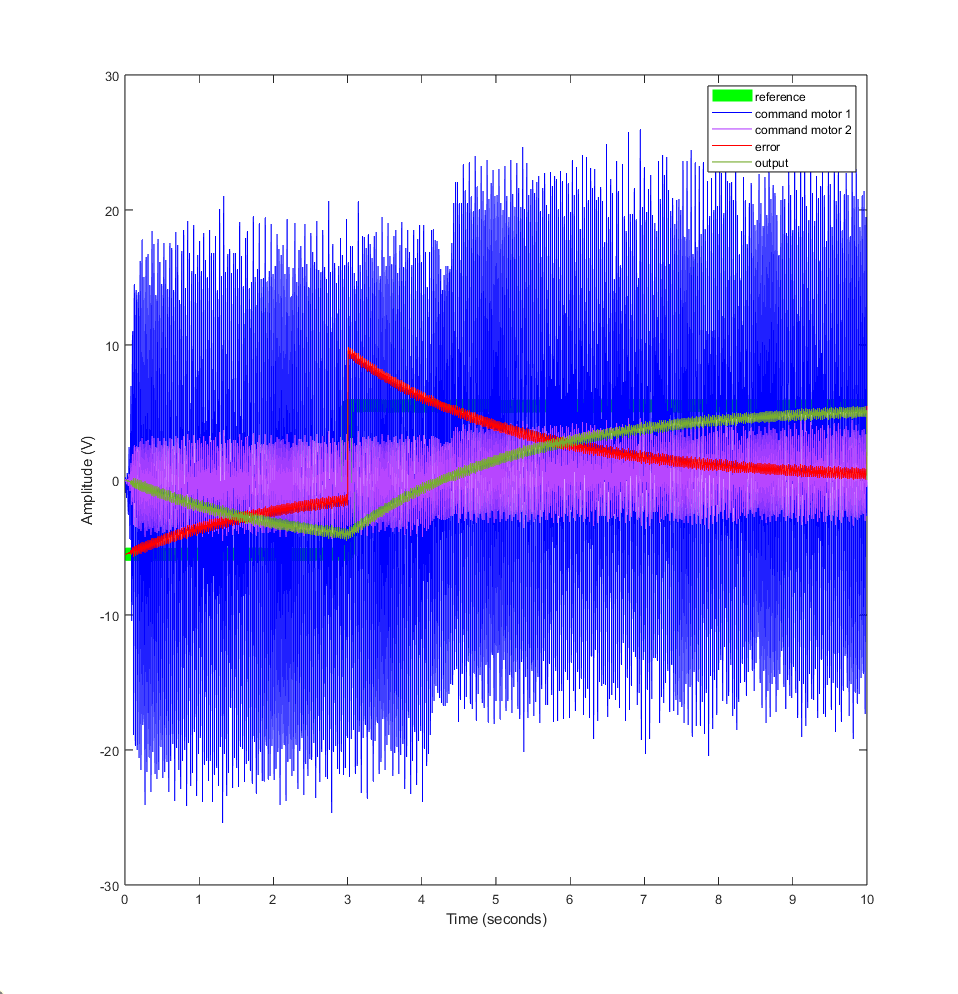 30
reference
command motor 1
command motor 2
error
output
20
10
0
-10
-20
-30
Amplitude (V)
0 1 2 3 4 5 6 7 8 9 10
Time (seconds)